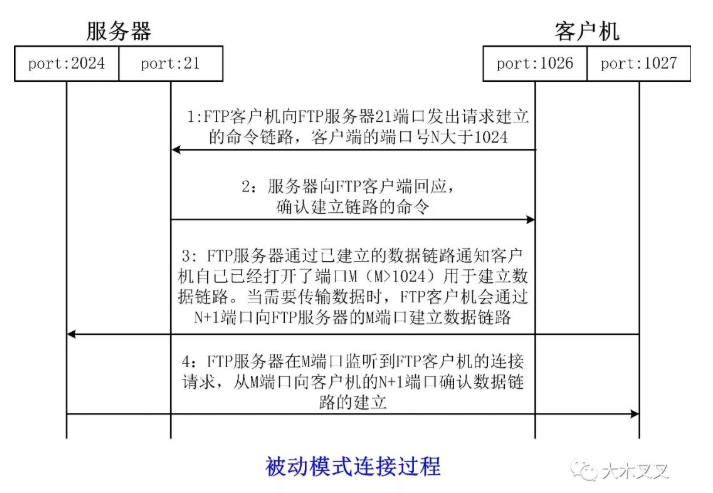 服务器
客户机
port:2024
port:21
port:1026
port:1027
1:FTP客户机向FTP服务器21端口发出请求建立
的命令链路，客户端的端口号N大于1024
2：服务器向FTP客户端回应，
确认建立链路的命令
3: FTP服务器通过已建立的数据链路通知客户
机自己已经打开了端口M（M>1024）用于建立数
据链路。当需要传输数据时，FTP客户机会通过
N+1端口向FTP服务器的M端口建立数据链路
4：FTP服务器在M端口监听到FTP客户机的连接
请求，从M端口向客户机的N+1端口确认数据链
路的建立
被动模式连接过程
大木叉叉